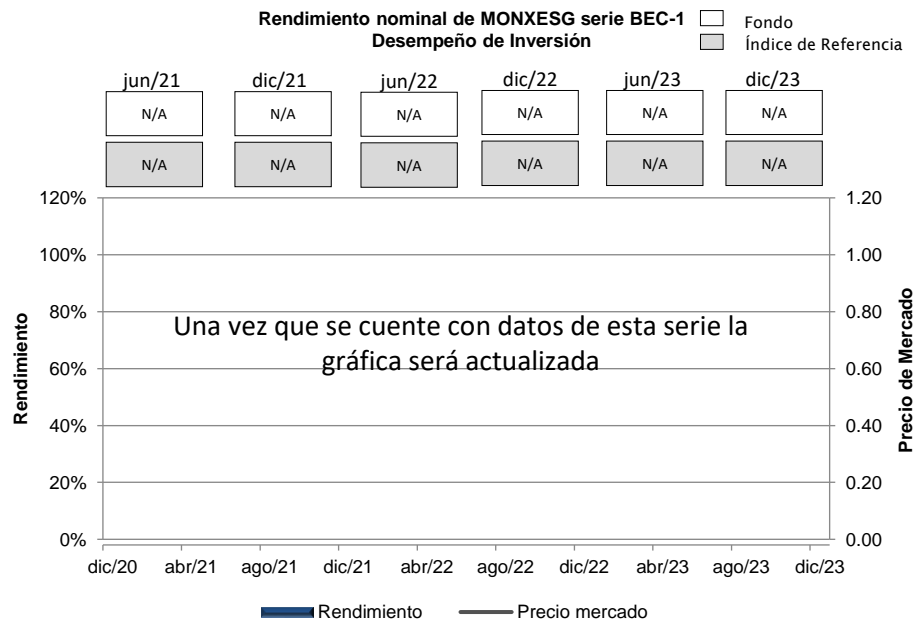 Rendimiento nominal de MONXESG serie BEC-1
Desempeño de Inversión
Fondo
Índice de Referencia
jun/21 dic/21 jun/22 dic/22 jun/23 dic/23
N/A N/A N/A N/A N/A N/A
N/A N/A N/A N/A N/A N/A
120% 1.20
100% 1.00
80% 0.80
60% 0.60
40% 0.40
20% 0.20
0% 0.00
Rendimiento
Precio de Mercado
Una vez que se cuente con datos de esta serie la
gráfica será actualizada
dic/20 abr/21 ago/21 dic/21 abr/22 ago/22 dic/22 abr/23 ago/23 dic/23
Rendimiento Precio mercado